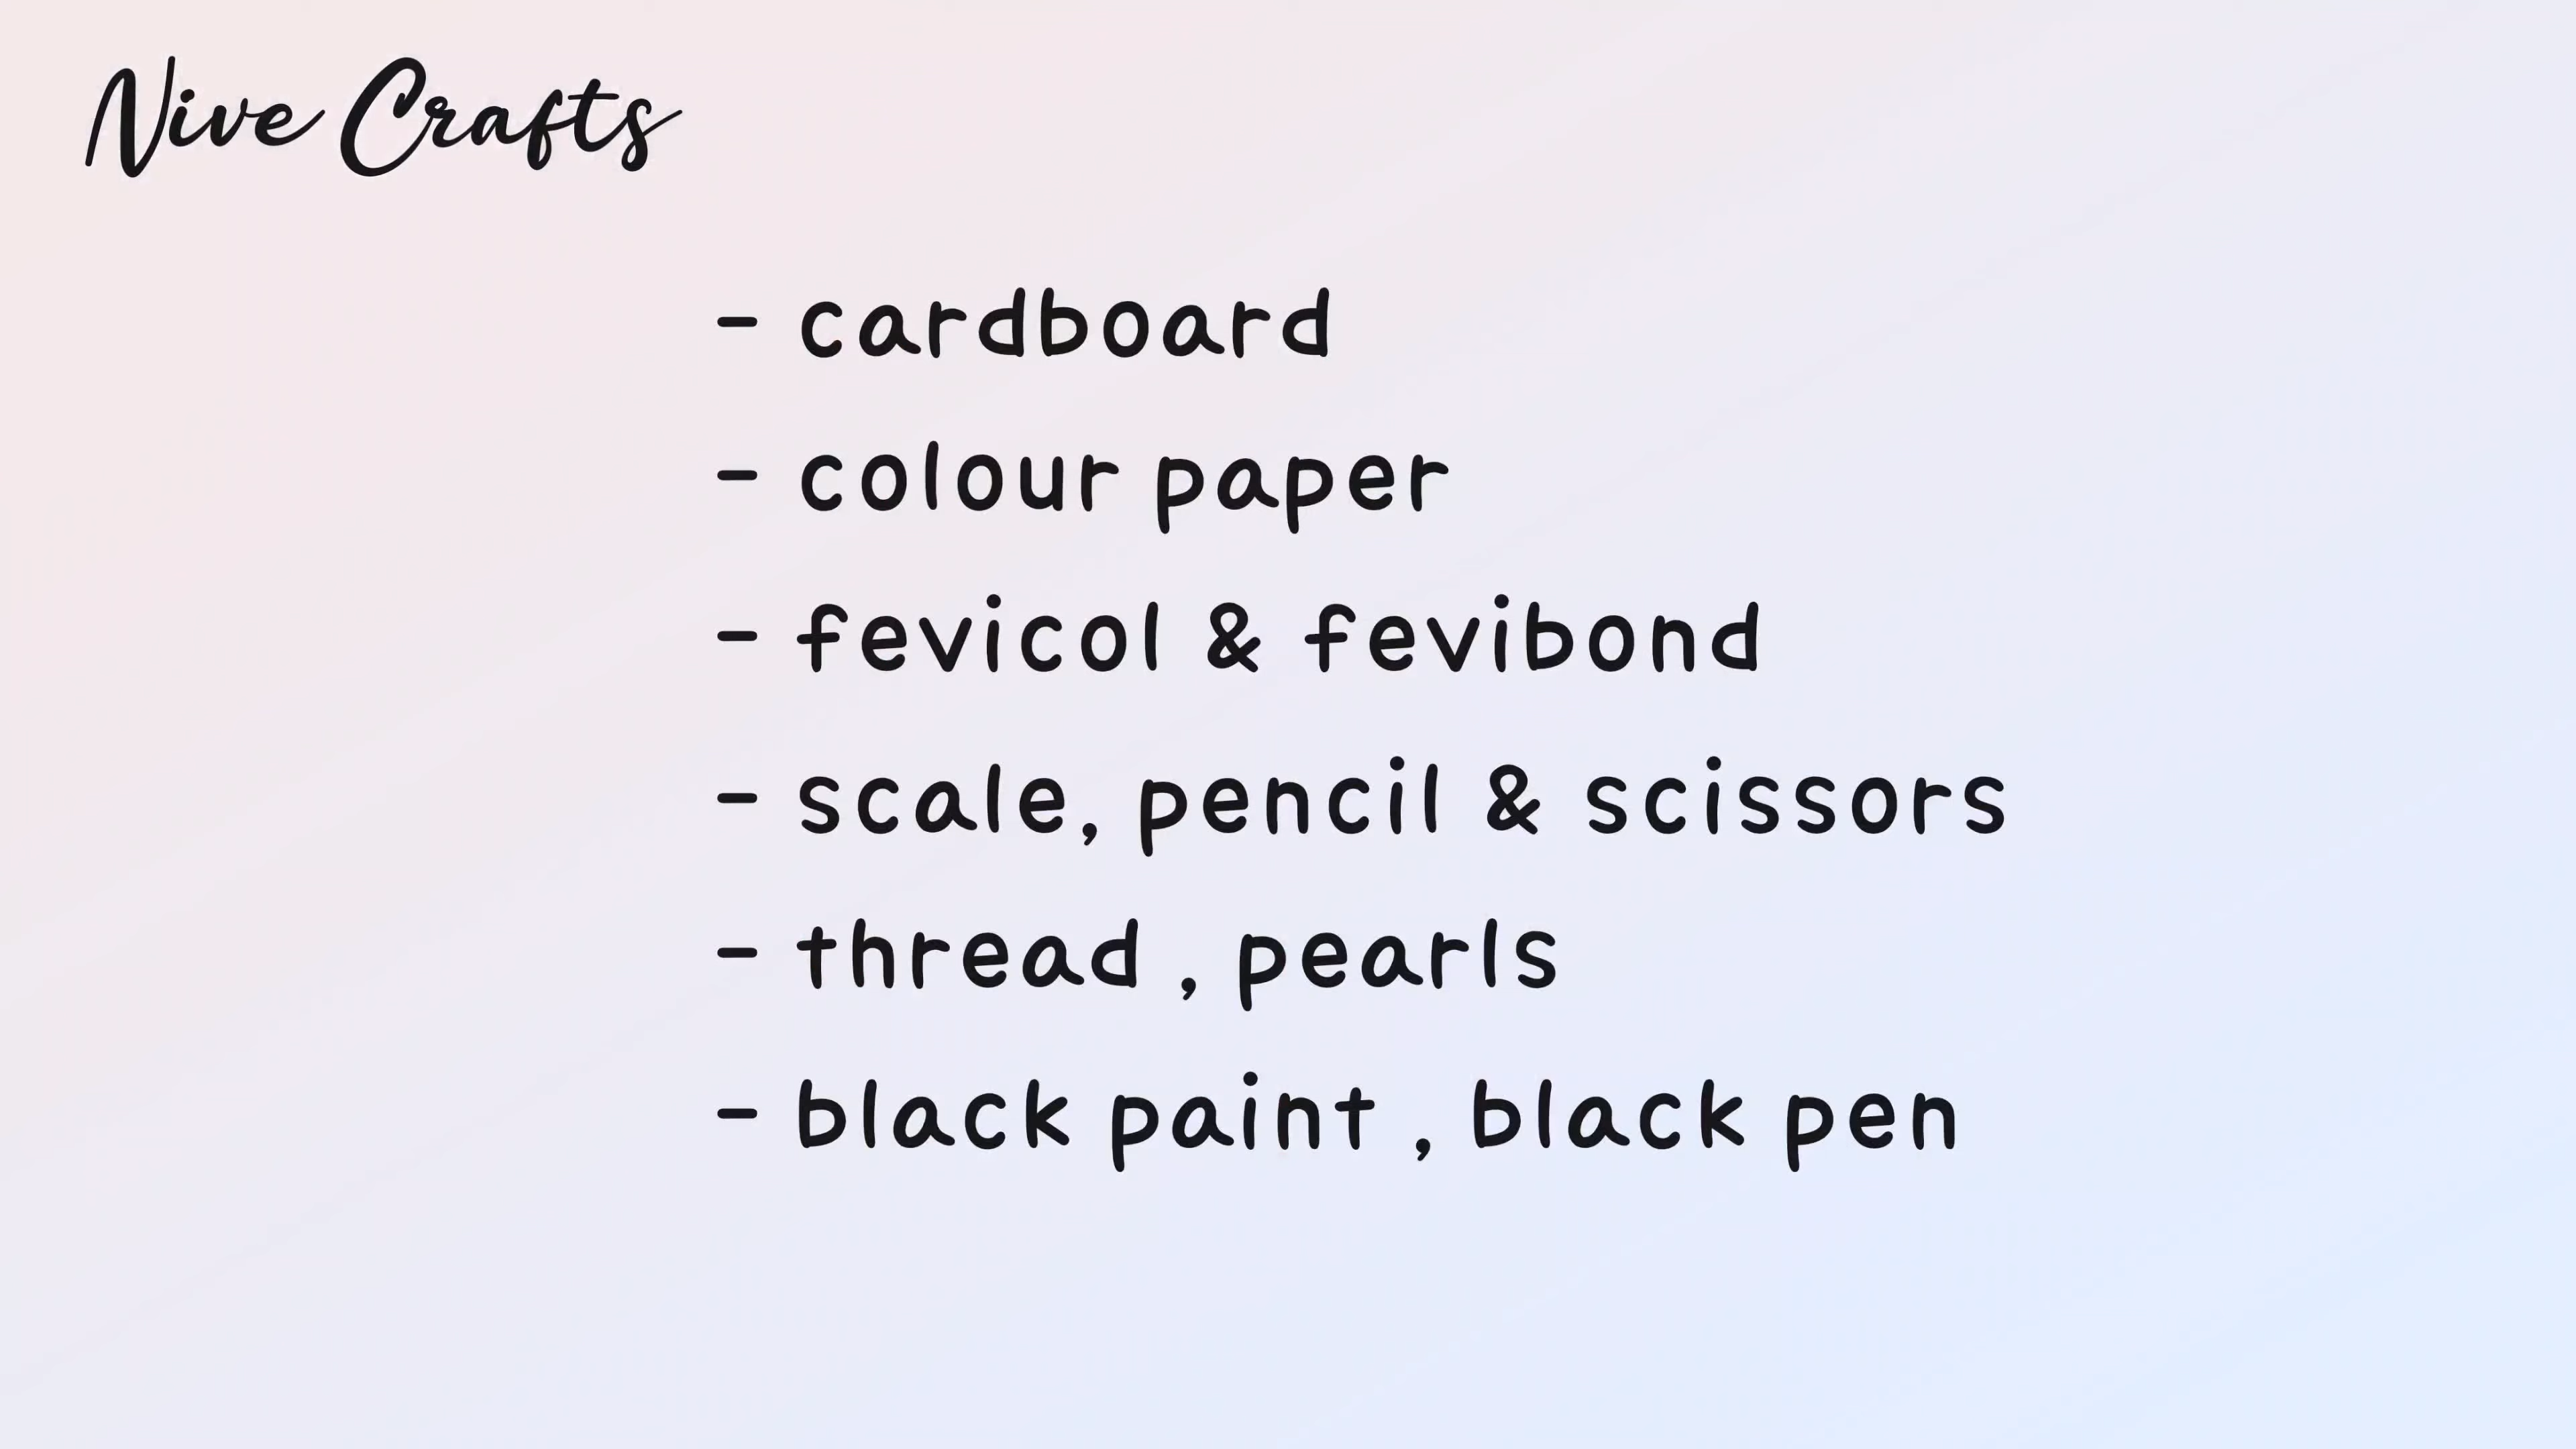 Nive Crafts
- cardboard
- colour paper
- fevicol & fevibond
- scale, pencil & scissors
- thread , pearls
- black paint , black pen